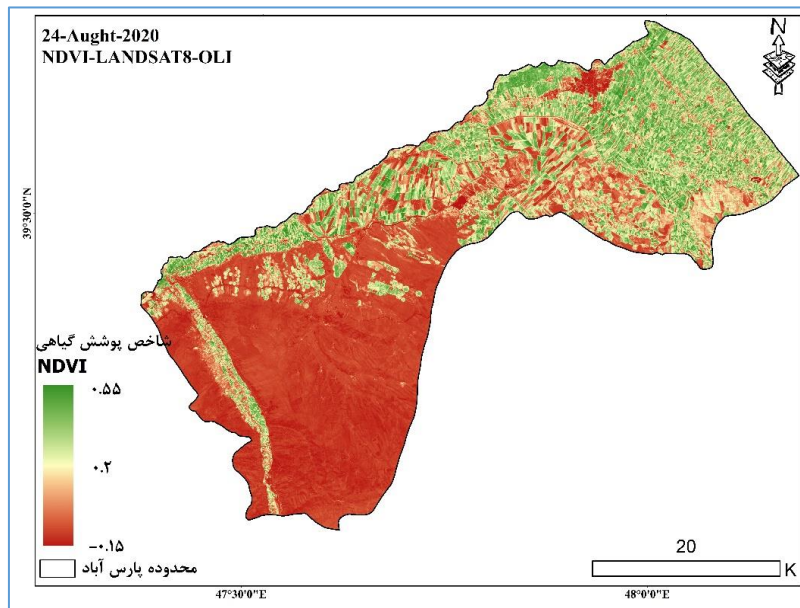 24-Aught-2020
NDVI-LANDSAT8-OLI
N
39°30'0"N
شاخص پوشش گیاهی
NDVI
۰.۵۵
۰.۲
-۰.۱۵
محدوده پارس آباد
20
K
47°30'0"E
48°0'0"E